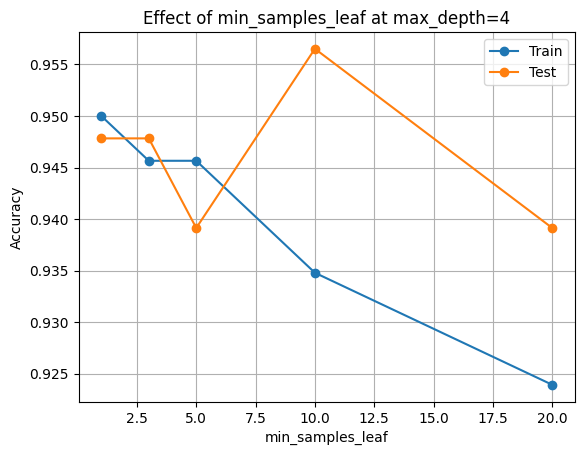 Effect of min_samples_leaf at max_depth=4
Train
Test
Accuracy
0.955
0.950
0.945
0.940
0.935
0.930
0.925
2.5 5.0 7.5 10.0 12.5 15.0 17.5 20.0
min_samples_leaf